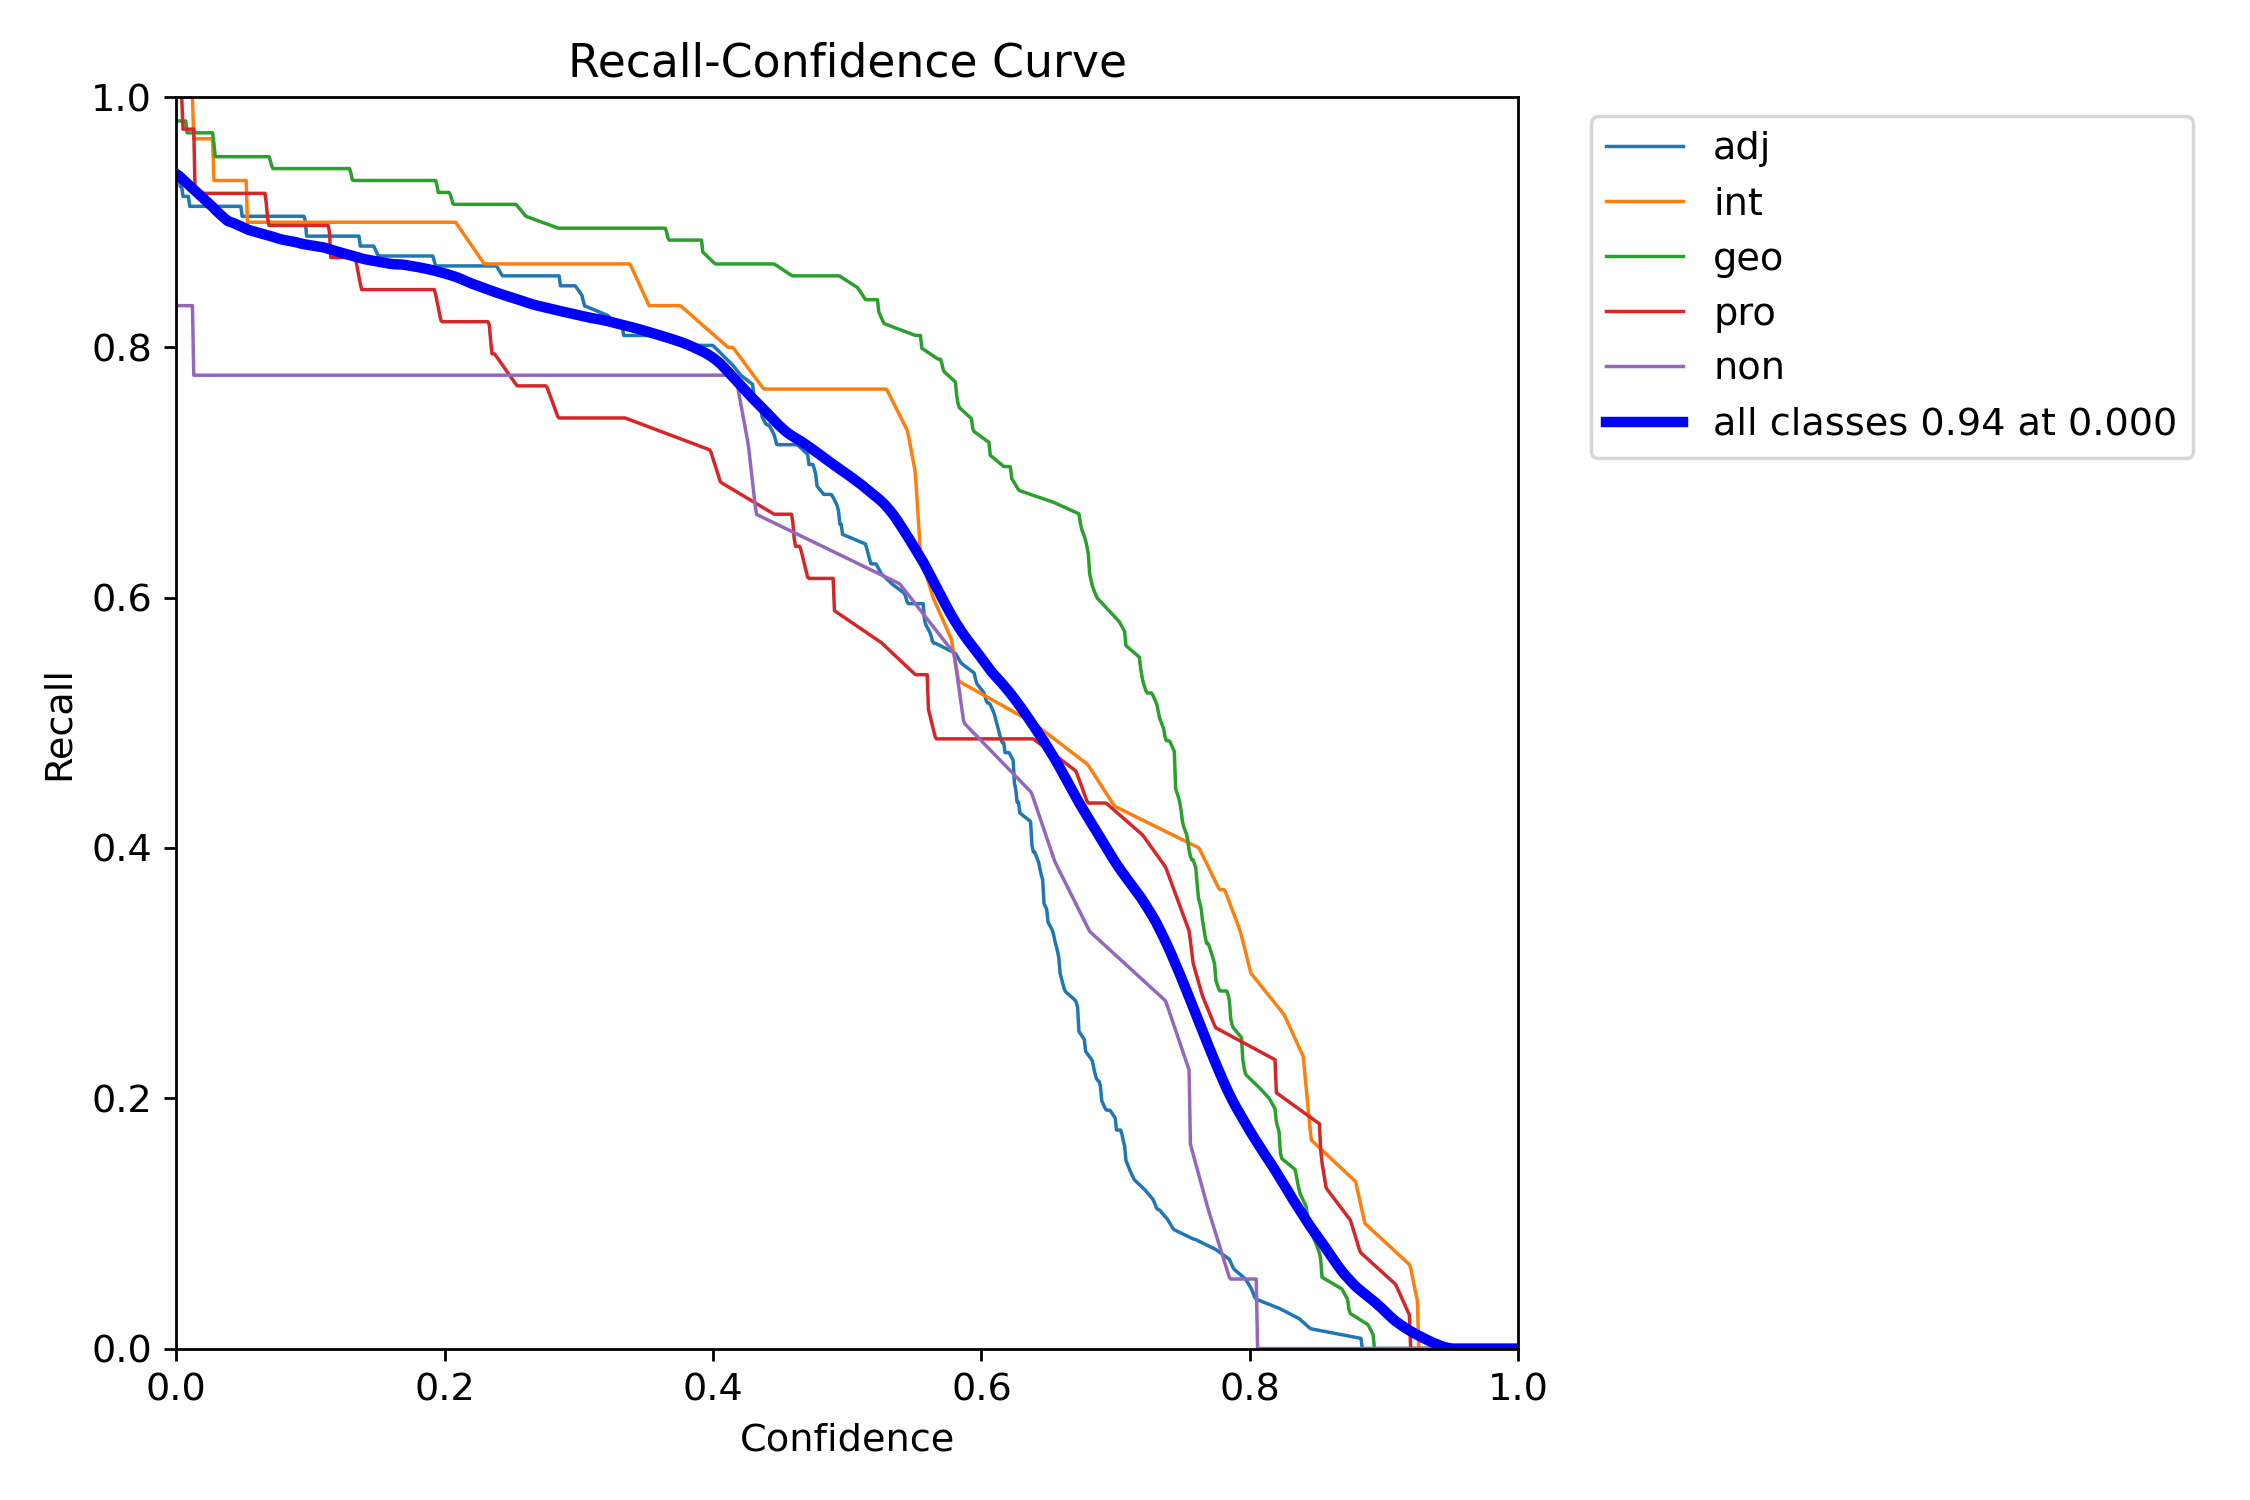 Recall-Confidence Curve
1.0
0.8
0.6
0.4
0.2
0.0
Recall
0.0 0.2 0.4 0.6 0.8 1.0
Confidence
adj
int
geo
pro
non
all classes 0.94 at 0.000